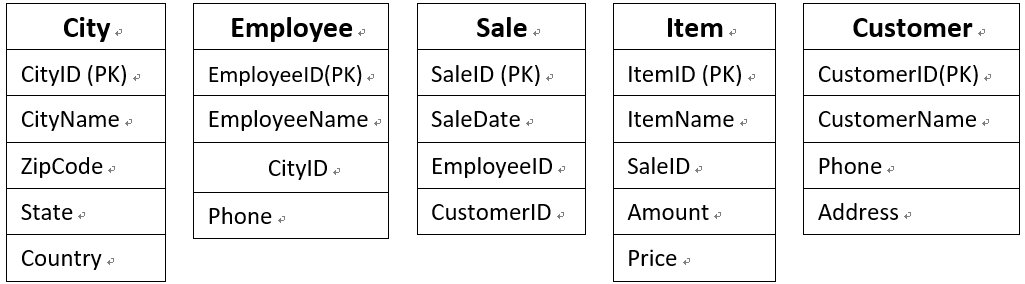 City
CityID (PK)
CityName
ZipCode
State
Country
Employee
EmployeeID(PK)
EmployeeName
CityID
Phone
Sale
SaleID (PK)
SaleDate
EmployeeID
CustomerID
Item
ItemID (PK)
ItemName
SaleID
Amount
Price
Customer
CustomerID(PK)
CustomerName
Phone
Address